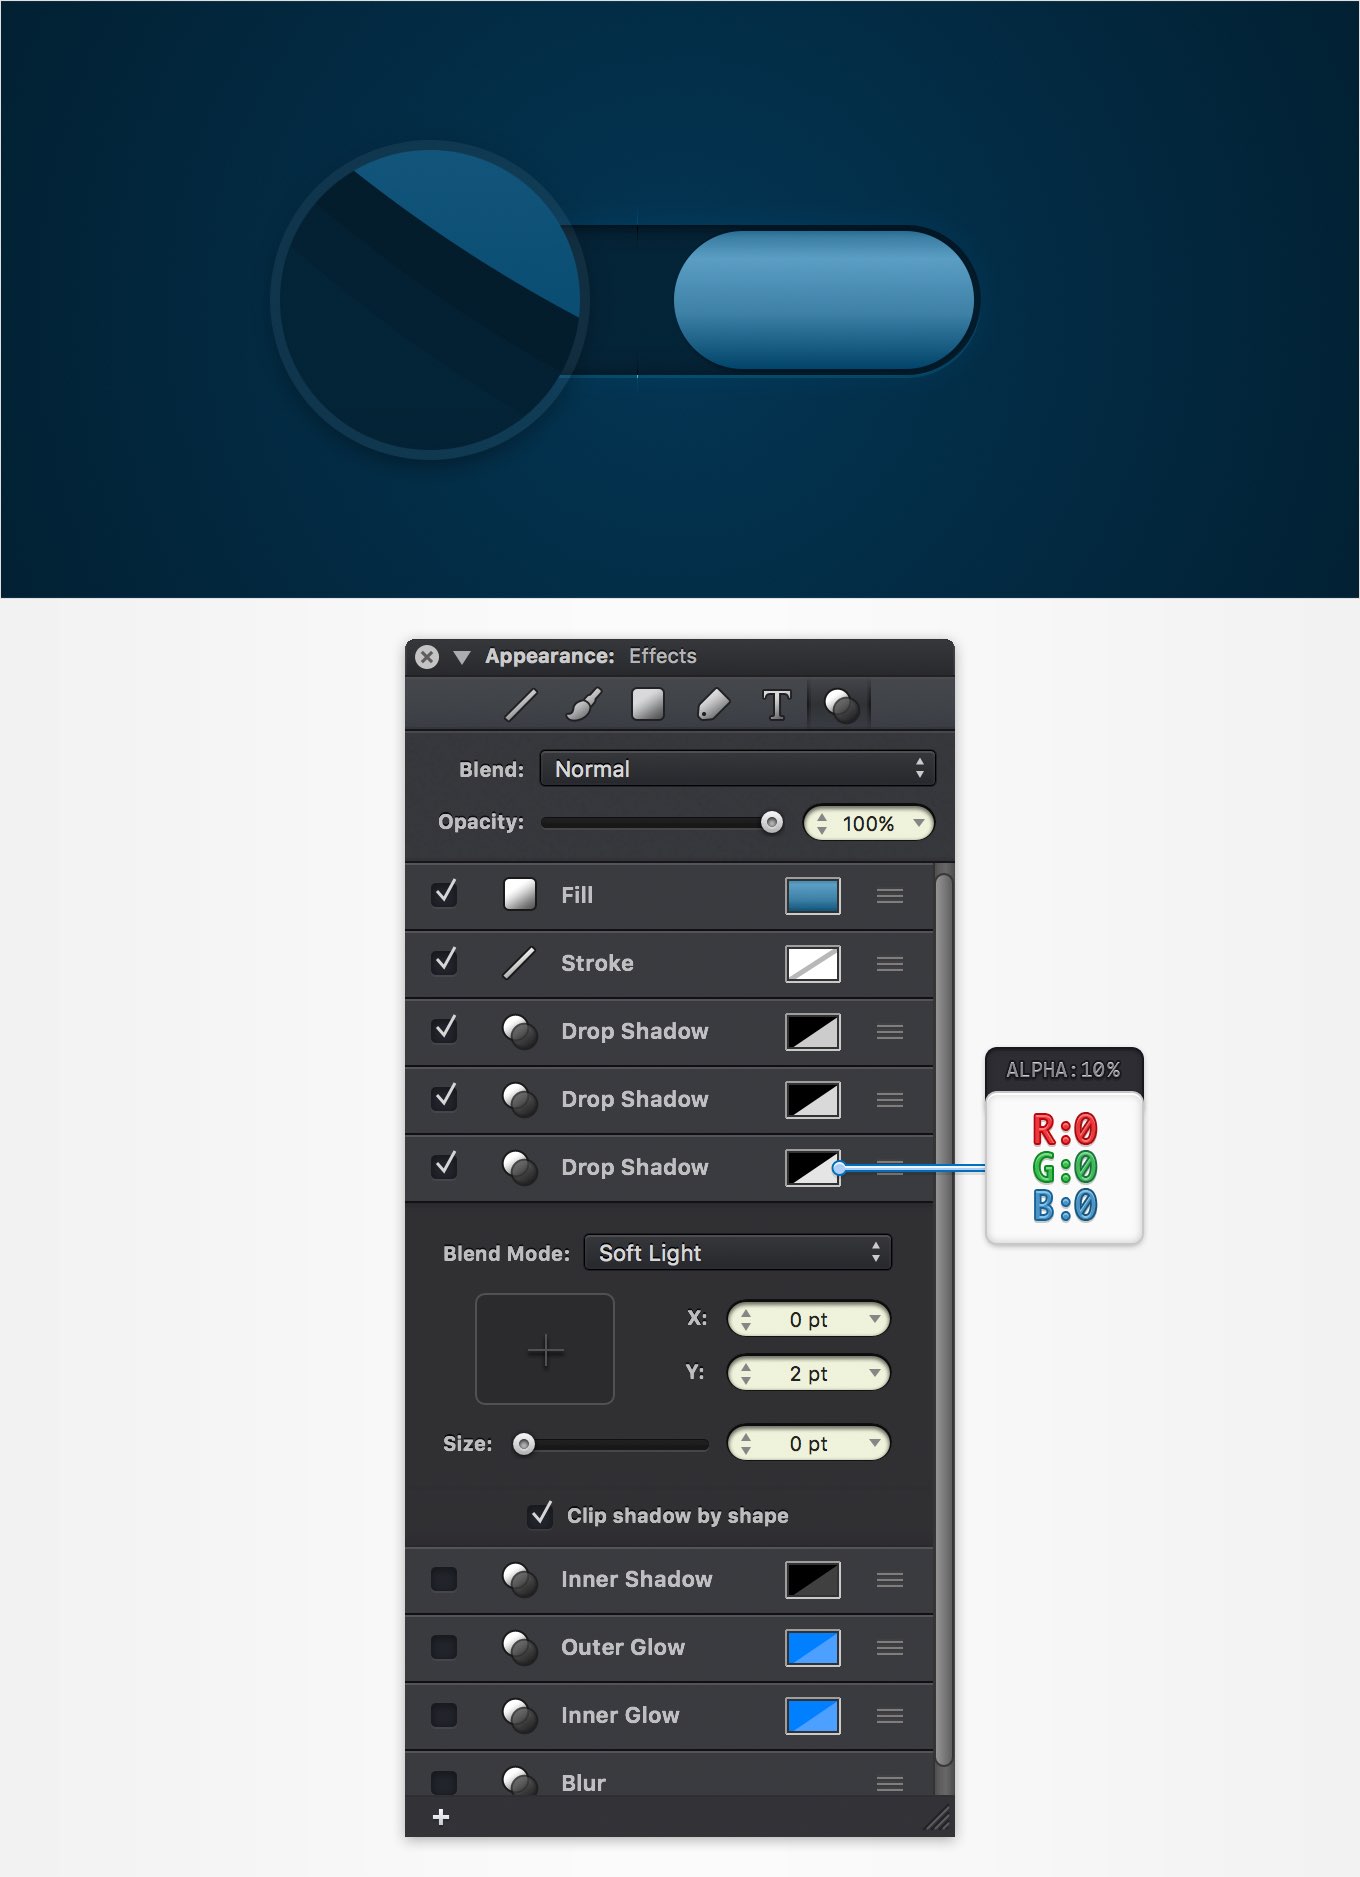 Appearance: Effects
T
Blend: Normal
Opacity: 100%
Fill
Stroke
Drop Shadow
Drop Shadow
Drop Shadow
ALPHA:10%
R:0
G:0
B:0
Blend Mode: Soft Light
X: 0 pt
Y: 2 pt
Size: 0 pt
Clip shadow by shape
Inner Shadow
Outer Glow
Inner Glow
Blur